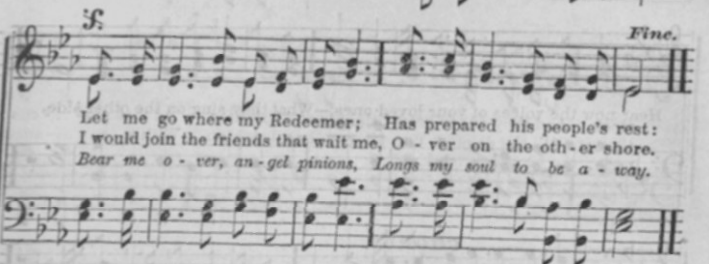 Fine.
Let me go where my Redeemer; Has prepared his people's rest:
I would join the friends that wait me, O - ver on the oth-er shore.
Bear me o - ver, an-gel pinions, Longs my soul to be a - way.